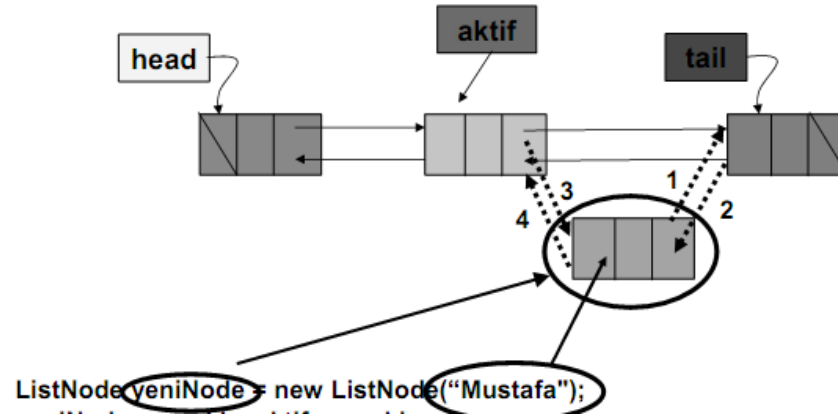 aktif
head
tail
3
1
4
2
ListNode yeniNode = new ListNode(“Mustafa");